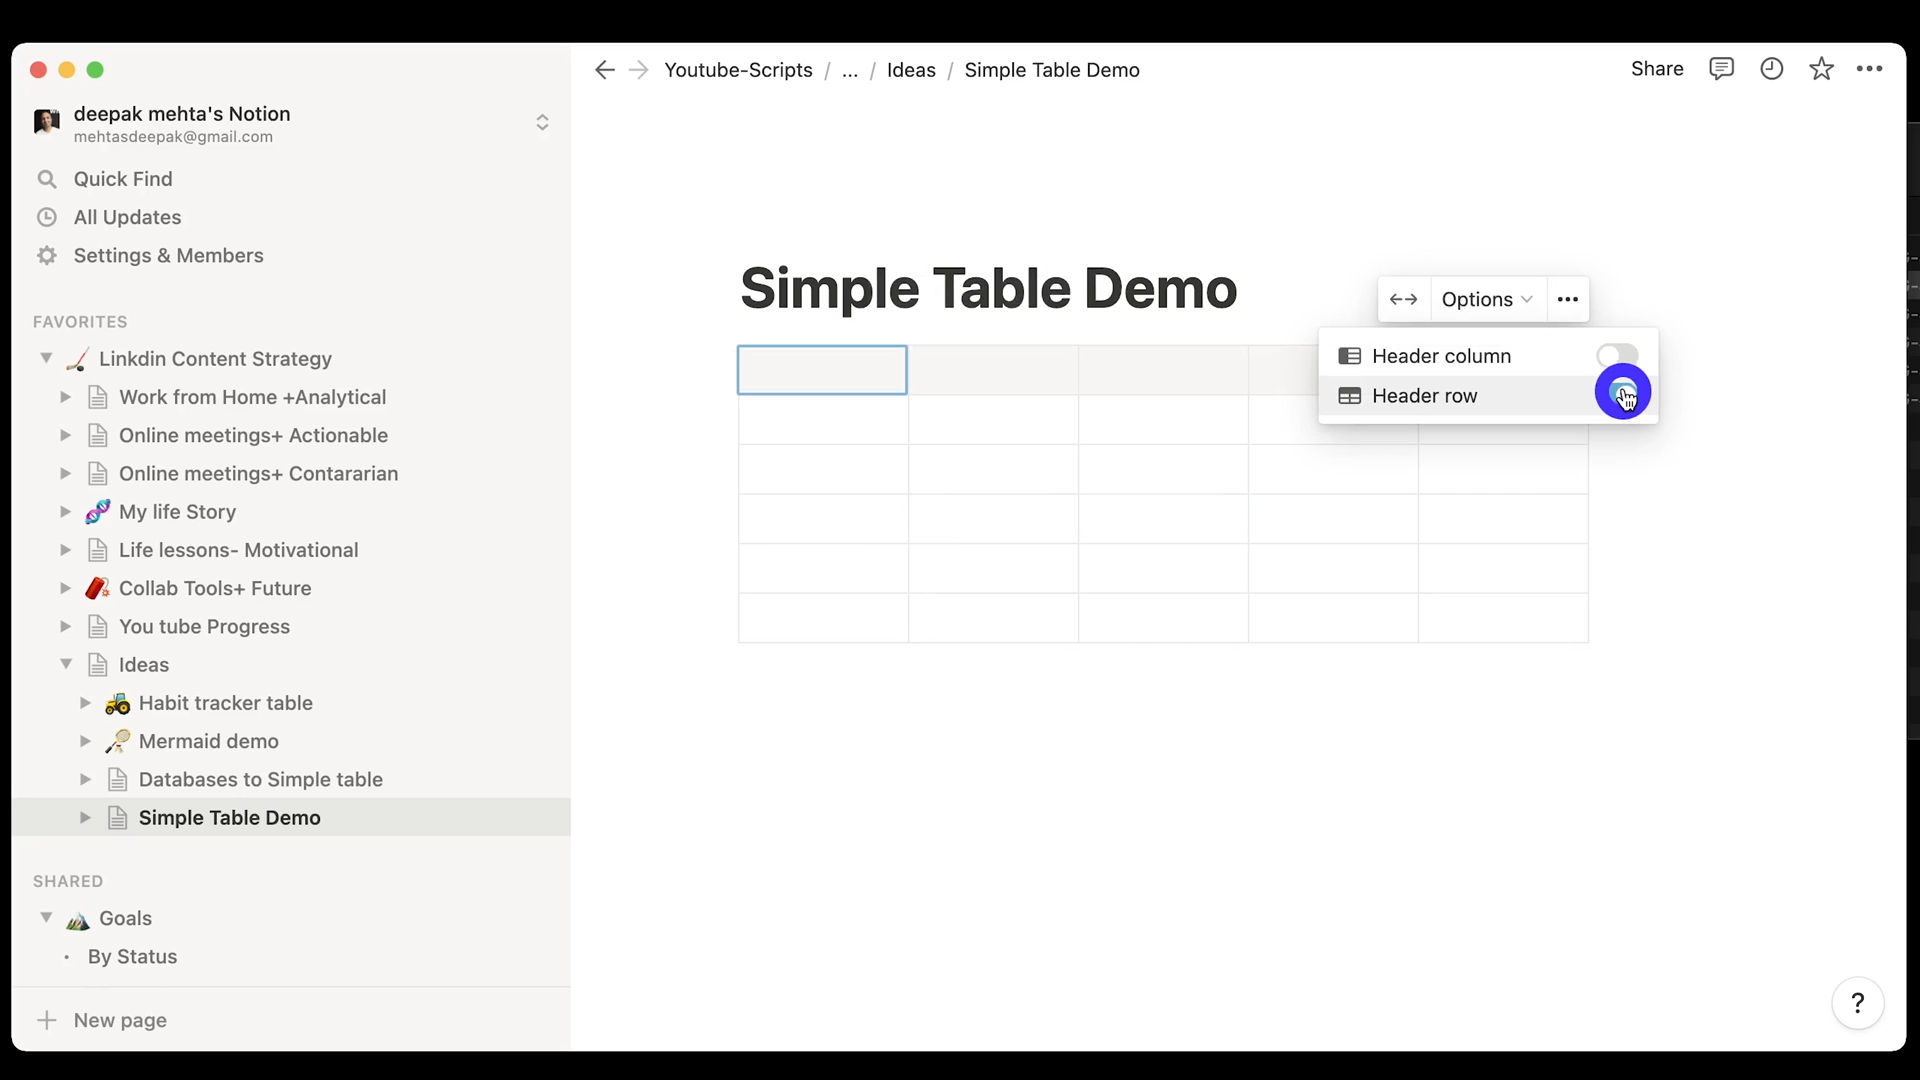 deepak mehta's Notion
mehtasdeepak@gmail.com
Quick Find
All Updates
Settings & Members
FAVORITES
Linkdin Content Strategy
Work from Home +Analytical
Online meetings+ Actionable
Online meetings+ Contararian
My life Story
Life lessons- Motivational
Collab Tools+ Future
You tube Progress
Ideas
Habit tracker table
Mermaid demo
Databases to Simple table
Simple Table Demo
SHARED
Goals
By Status
New page
Youtube-Scripts / ... / Ideas / Simple Table Demo
Share
Simple Table Demo
Options
Header column
Header row
?